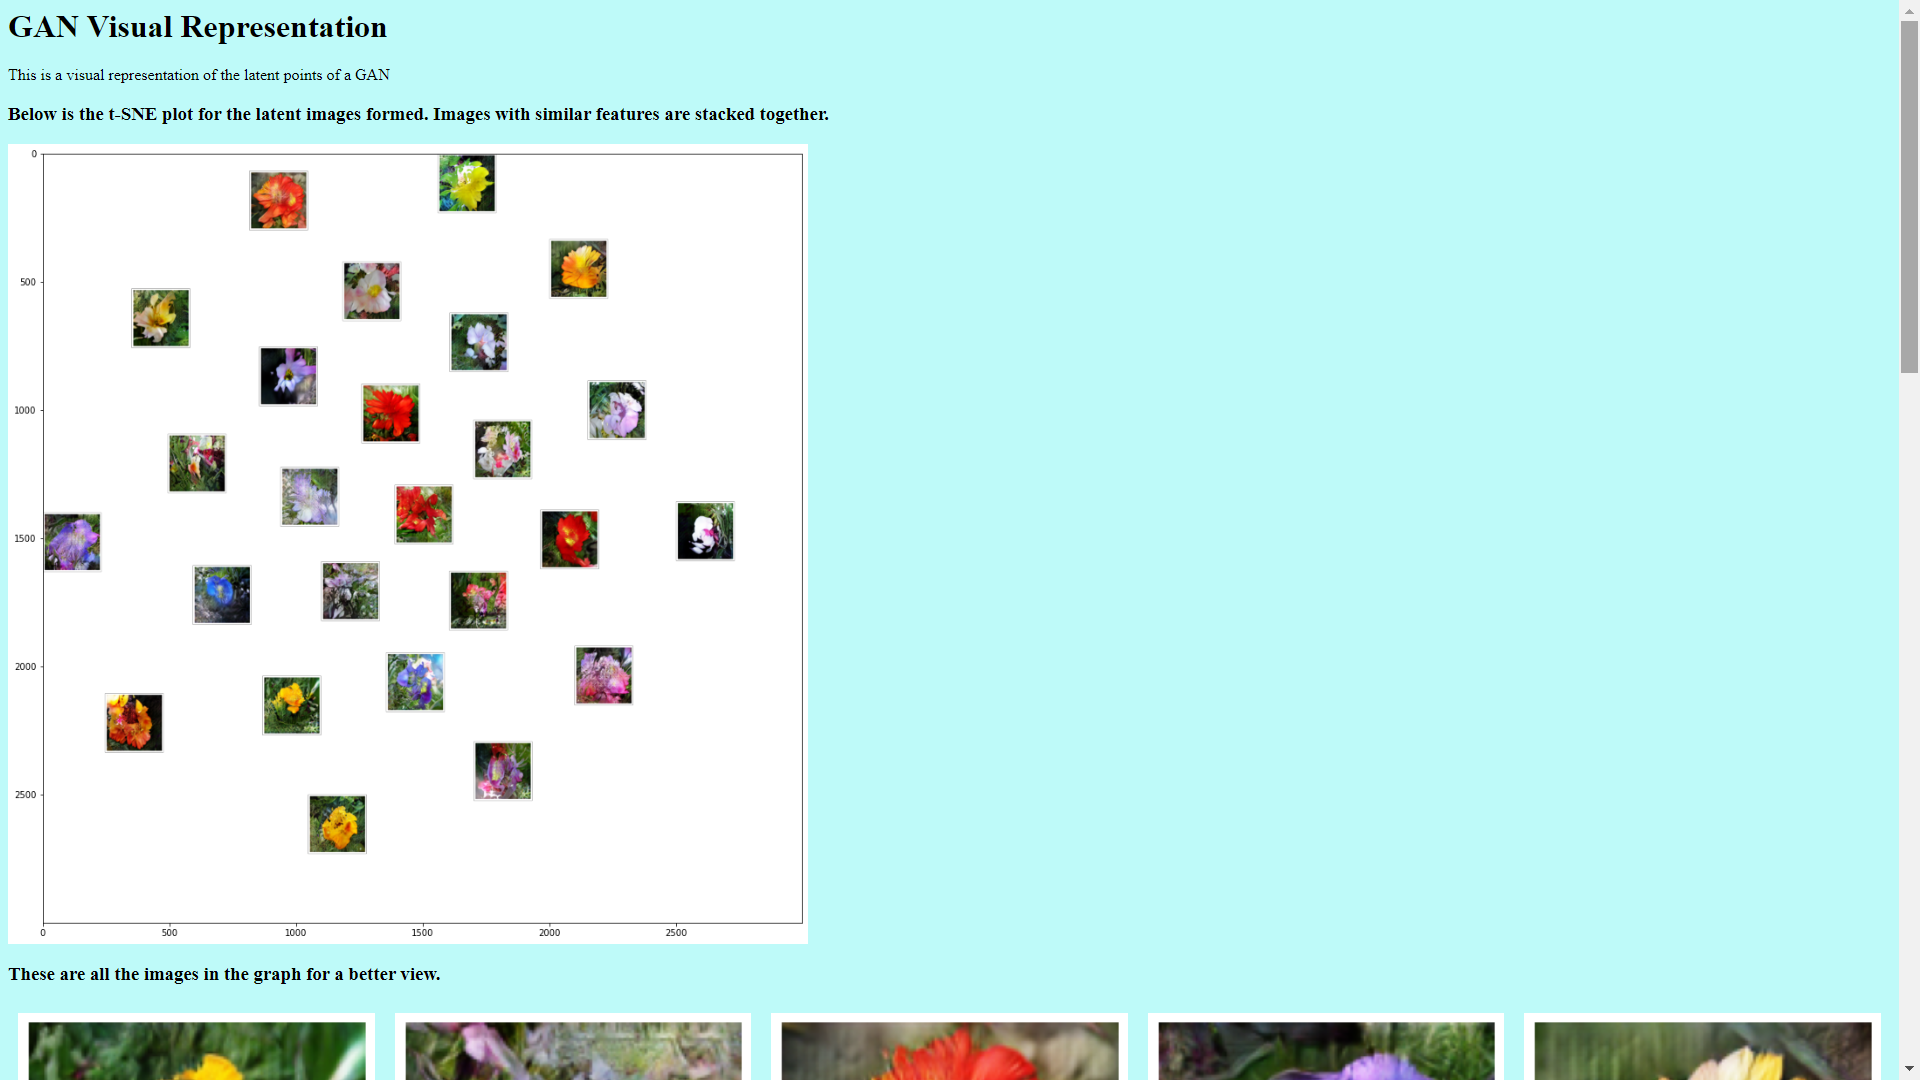 GAN Visual Representation
This is a visual representation of the latent points of a GAN
Below is the t-SNE plot for the latent images formed. Images with similar features are stacked together.
0
500
1000
1500
2000
2500
0 500 1000 1500 2000 2500
These are all the images in the graph for a better view.